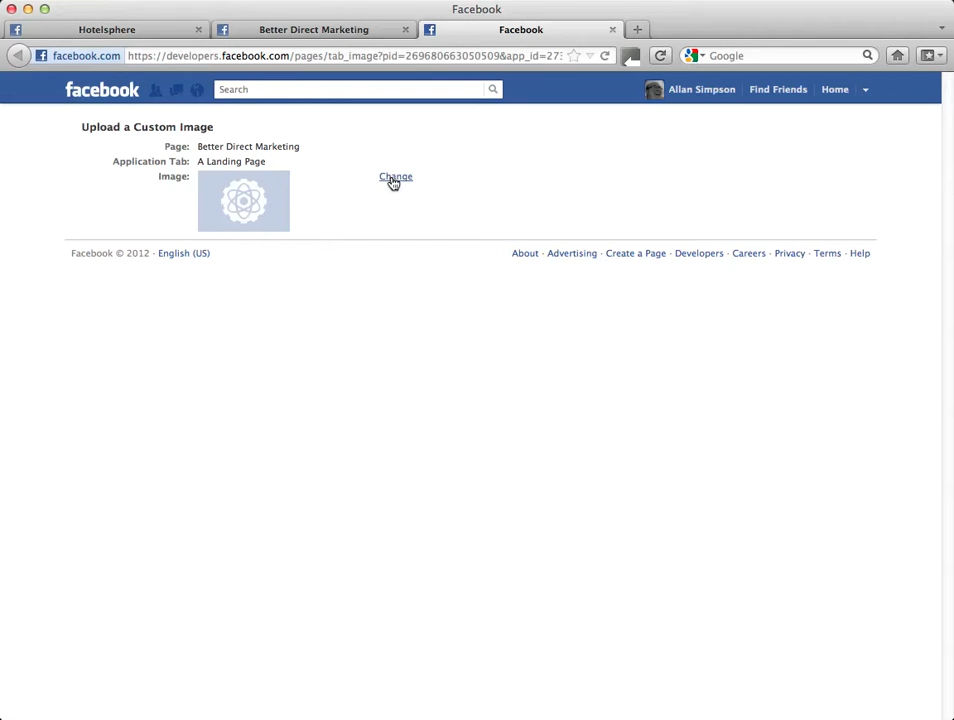 Facebook
Hotelsphere
Better Direct Marketing
Facebook
facebook.com https://developers.facebook.com/pages/tab_image?pid=269680663050509&app_id=27
Google
facebook
Search
Allan Simpson
Find Friends
Home
Upload a Custom Image
Page: Better Direct Marketing
Application Tab: A Landing Page
Image:
Change
Facebook © 2012 · English (US)
About · Advertising · Create a Page · Developers · Careers · Privacy · Terms · Help